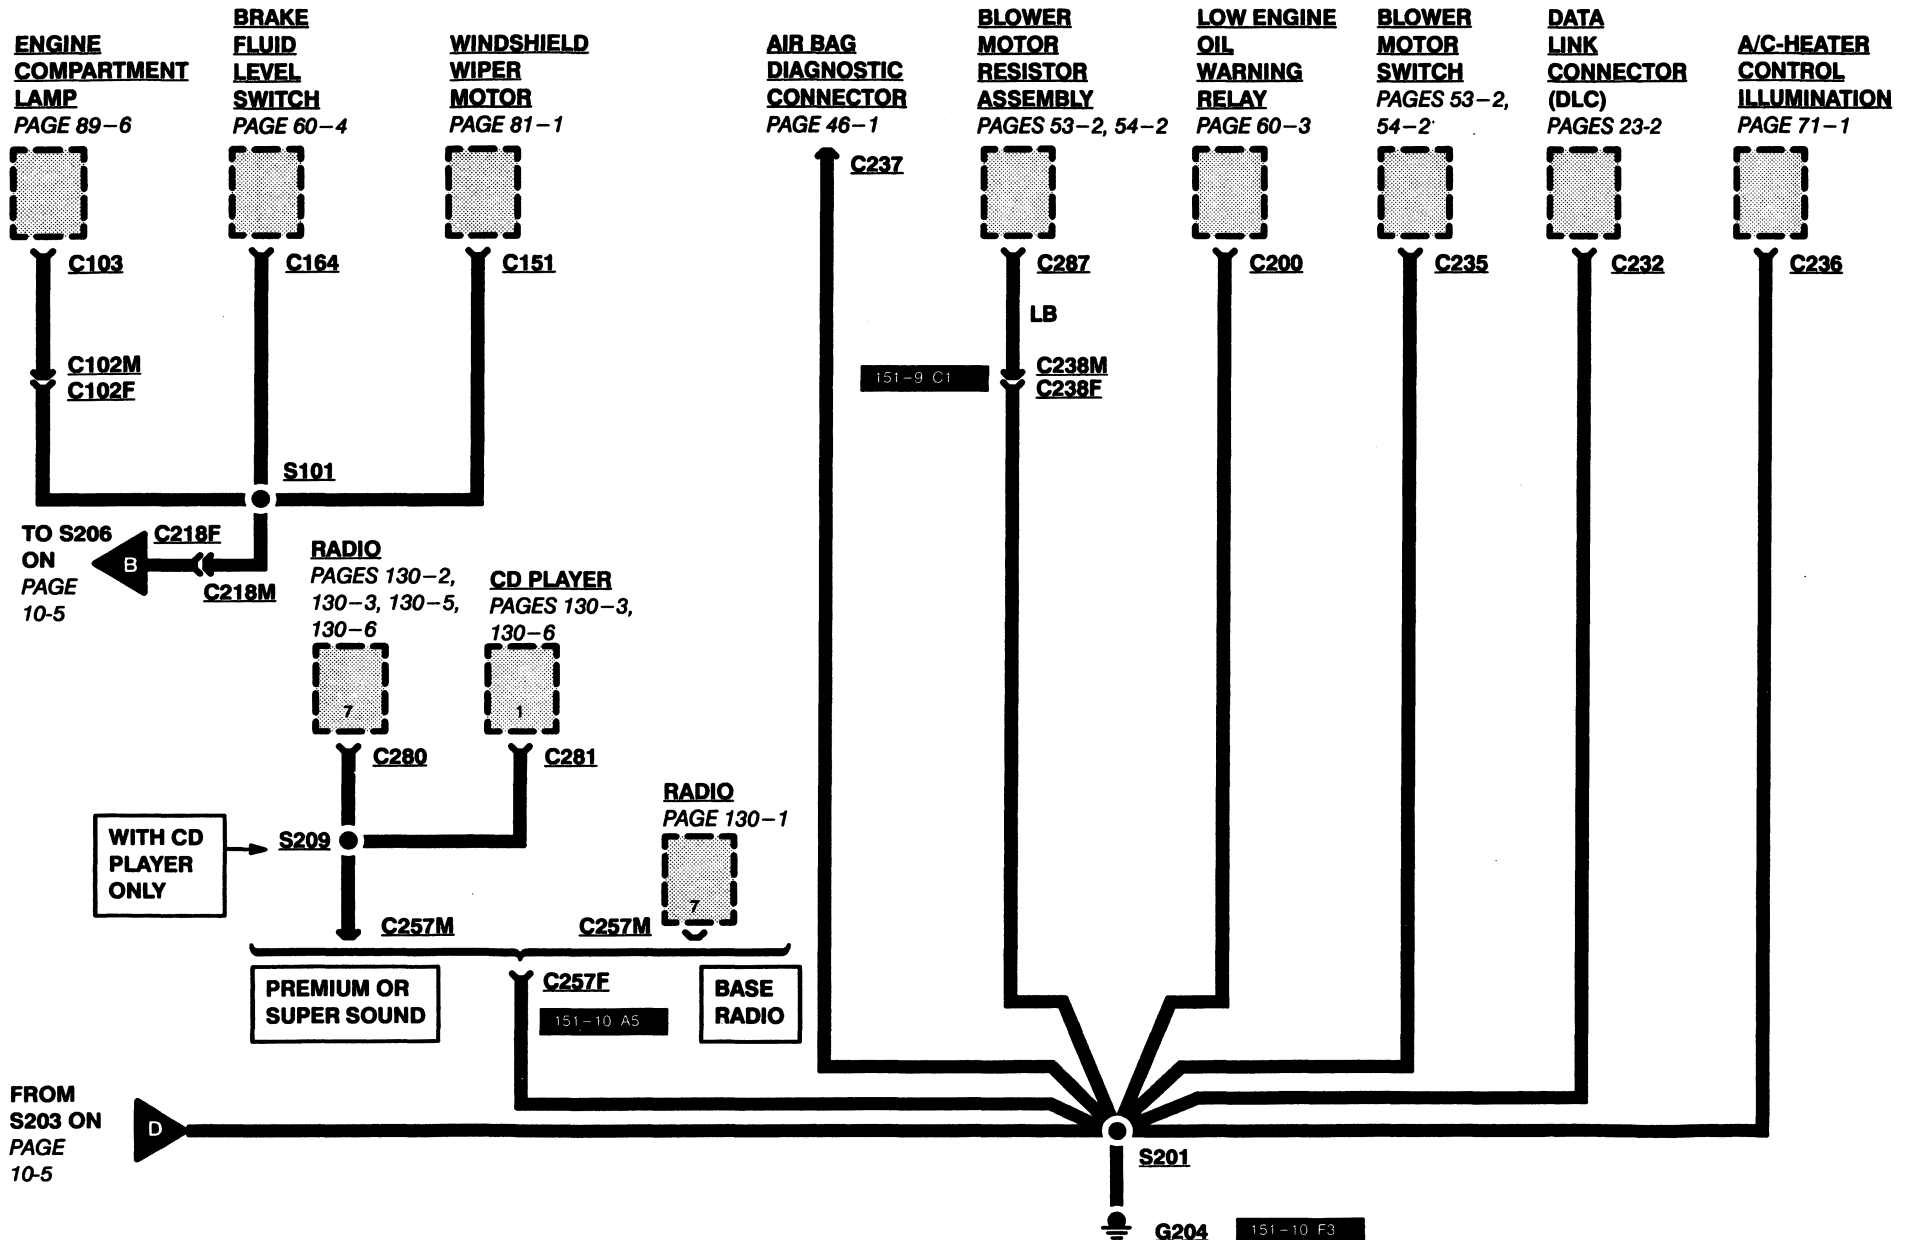 ENGINE
COMPARTMENT
LAMP
PAGE 89–6
BRAKE
FLUID
LEVEL
SWITCH
PAGE 60–4
WINDSHIELD
WIPER
MOTOR
PAGE 81–1
AIR BAG
DIAGNOSTIC
CONNECTOR
PAGE 46–1
BLOWER
MOTOR
RESISTOR
ASSEMBLY
PAGES 53–2, 54–2
LOW ENGINE
OIL
WARNING
RELAY
PAGE 60–3
BLOWER
MOTOR
SWITCH
PAGES 53–2,
54–2
DATA
LINK
CONNECTOR
(DLC)
PAGES 23-2
A/C-HEATER
CONTROL
ILLUMINATION
PAGE 71–1
C103
C164
C151
C237
C287
C200
C235
C232
C236
LB
C102M
C102F
151–9 C1
C238M
C238F
S101
TO S206
ON
PAGE
10-5
B
C218F
C218M
RADIO
PAGES 130–2,
130–3, 130–5,
130–6
7
C280
CD PLAYER
PAGES 130–3,
130–6
1
C281
WITH CD
PLAYER
ONLY
S209
RADIO
PAGE 130–1
7
C257M
C257M
PREMIUM OR
SUPER SOUND
C257F
151–10 A5
BASE
RADIO
FROM
S203 ON
PAGE
10-5
D
S201
G204
151–10 F3